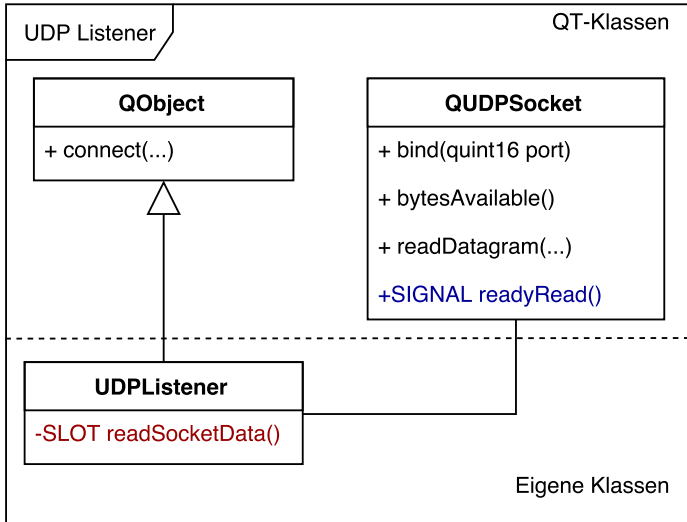 UDP Listener
QT-Klassen
QObject
+ connect(...)
QUDPSocket
+ bind(quint16 port)
+ bytesAvailable()
+ readDatagram(...)
+SIGNAL readyRead()
UDPListener
-SLOT readSocketData()
Eigene Klassen